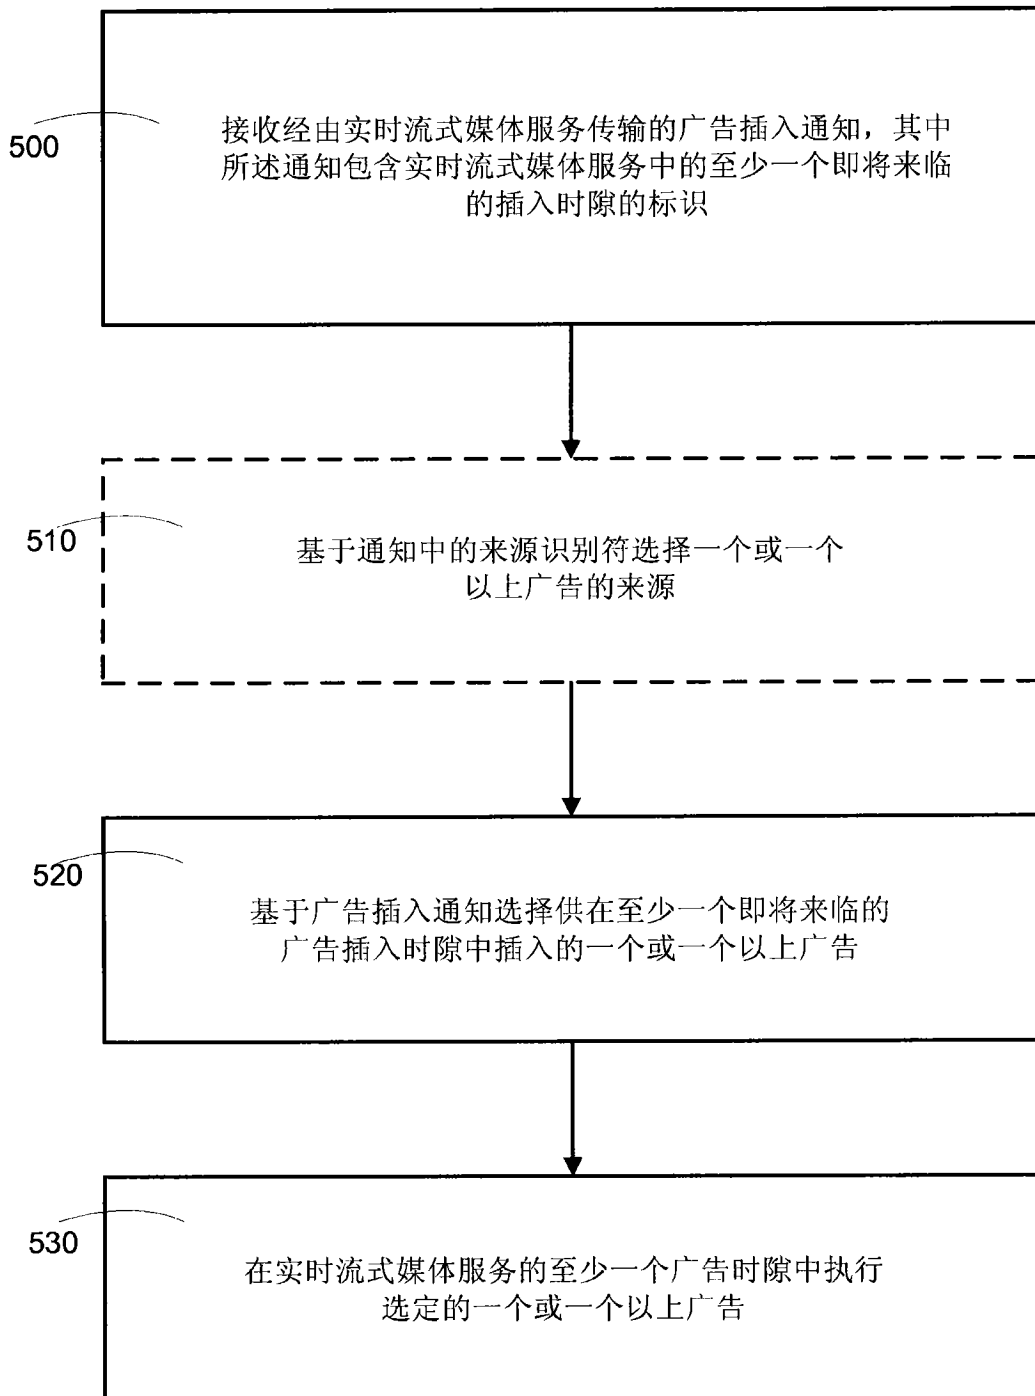 500
接收经由实时流式媒体服务传输的广告插入通知，其中
所述通知包含实时流式媒体服务中的至少一个即将来临
的插入时隙的标识
510
基于通知中的来源识别符选择一个或一个
以上广告的来源
520
基于广告插入通知选择供在至少一个即将来临的
广告插入时隙中插入的一个或一个以上广告
530
在实时流式媒体服务的至少一个广告时隙中执行
选定的一个或一个以上广告